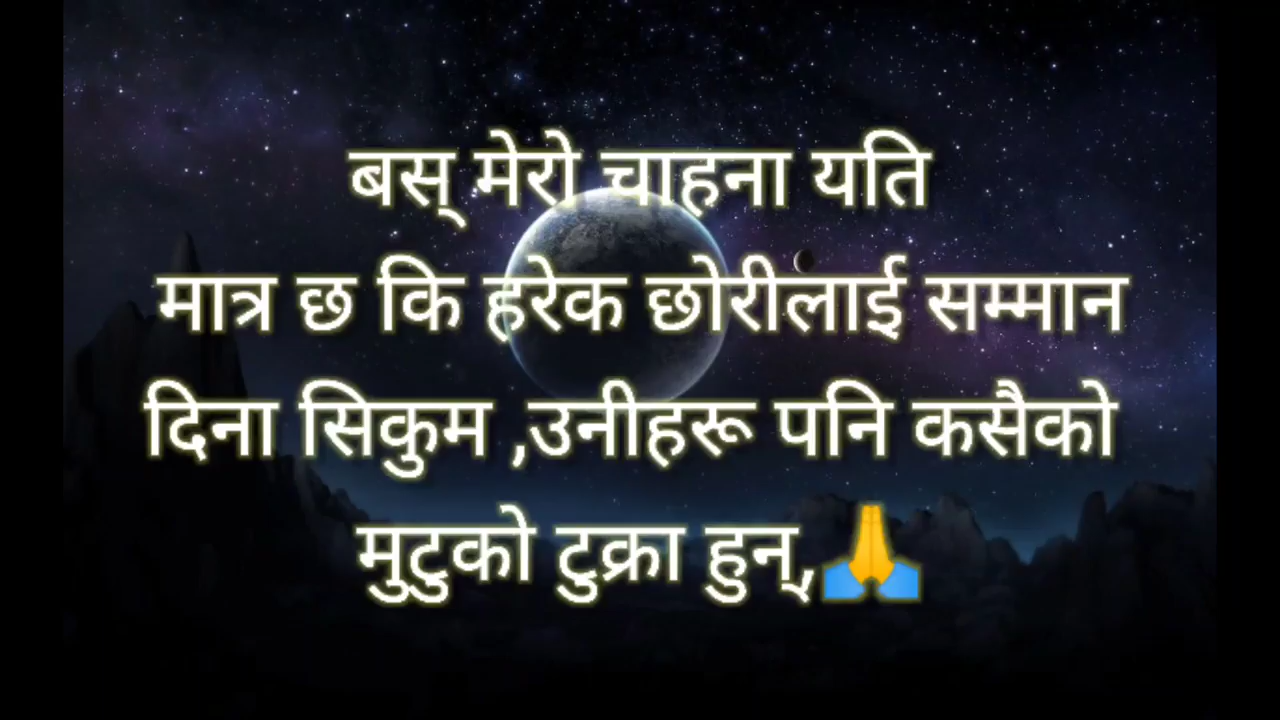 बस् मेरो चाहना यति
मात्र छ कि हरेक छोरीलाई सम्मान
दिना सिकुम ,उनीहरू पनि कसैको
मुटुको टुक्रा हुन्,🙏